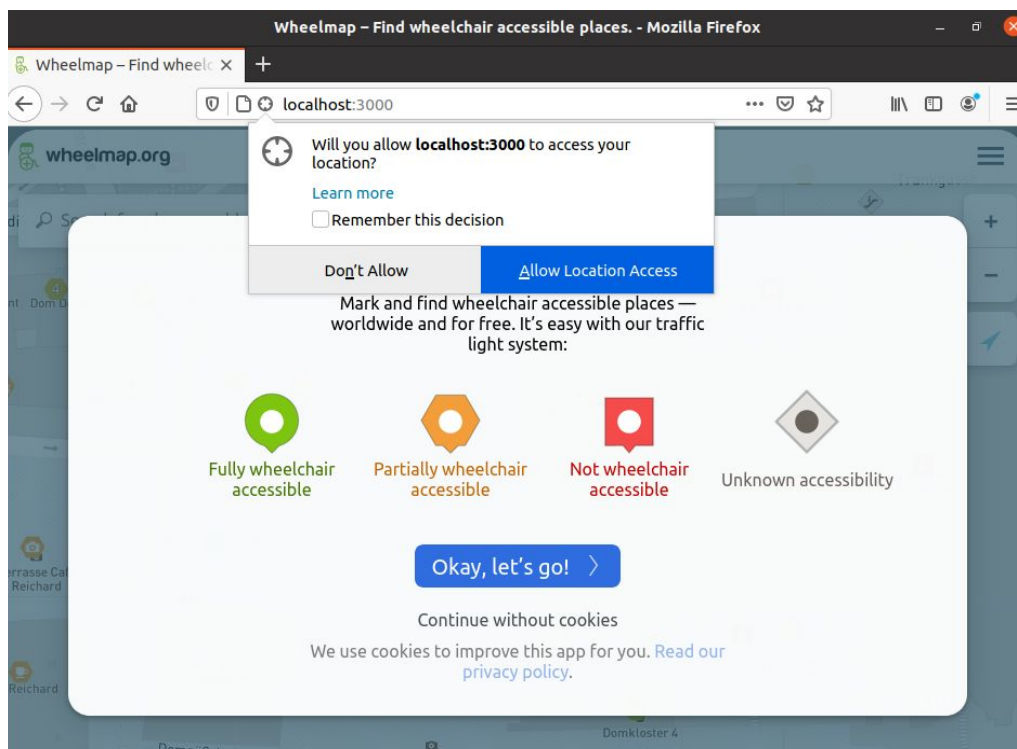 Wheelmap – Find wheelchair accessible places. - Mozilla Firefox
Wheelmap – Find wheelc
localhost:3000
wheelmap.org
Will you allow localhost:3000 to access your
location?
Learn more
Remember this decision
Don't Allow
Allow Location Access
Mark and find wheelchair accessible places —
worldwide and for free. It's easy with our traffic
light system:
Fully wheelchair
accessible
Partially wheelchair
accessible
Not wheelchair
accessible
Unknown accessibility
Okay, let's go!
Continue without cookies
We use cookies to improve this app for you. Read our
privacy policy.
Reichard
Reichard
Domkloster 4